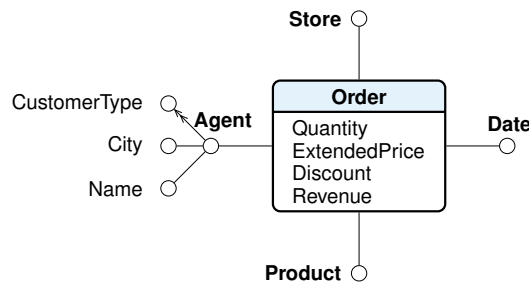 Store
Order
CustomerType
Agent
Quantity
Date
City
ExtendedPrice
Discount
Name
Revenue
Product